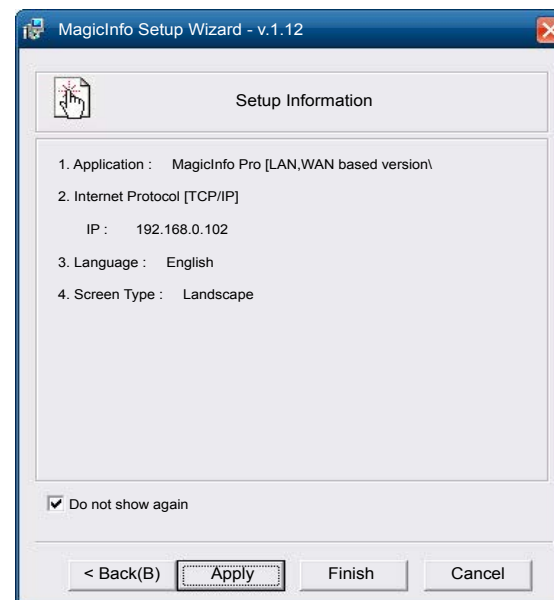 MagicInfo Setup Wizard - v.1.12
Setup Information
1. Application : MagicInfo Pro [LAN,WAN based version\
2. Internet Protocol [TCP/IP]
IP : 192.168.0.102
3. Language : English
4. Screen Type : Landscape
Do not show again
< Back(B) Apply Finish Cancel